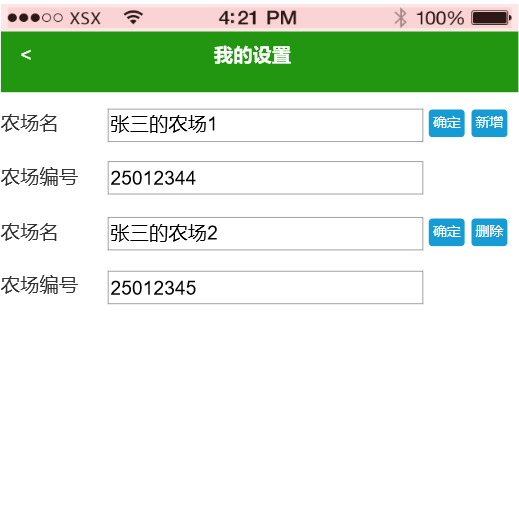 XSX 4:21 PM 100%
< 我的设置
农场名 张三的农场1 确定 新增
农场编号 25012344
农场名 张三的农场2 确定 删除
农场编号 25012345